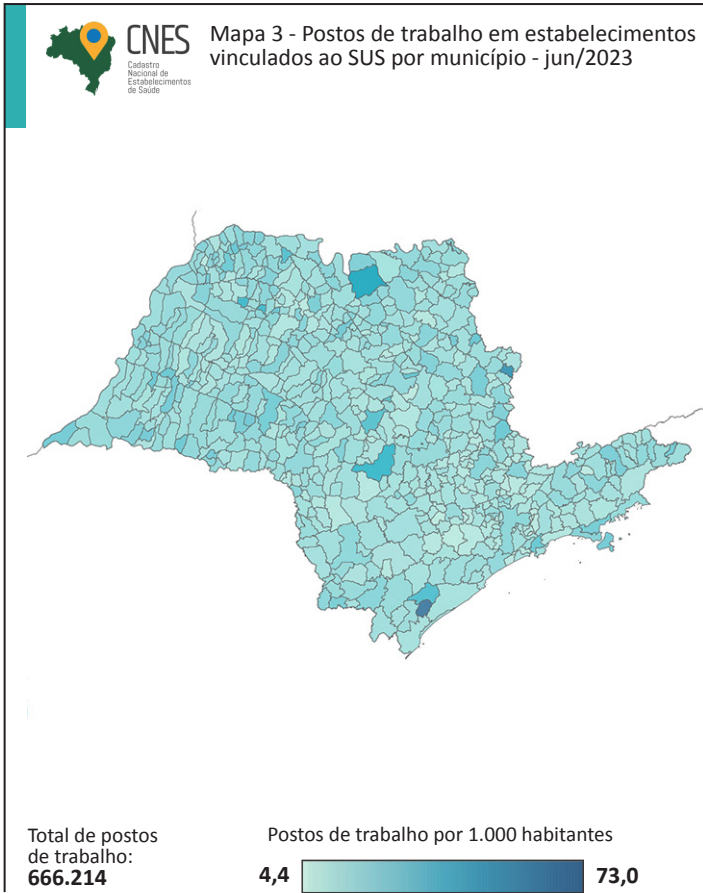 CNES
Cadastro
Nacional de
Estabelecimentos
de Saúde
Mapa 3 - Postos de trabalho em estabelecimentos
vinculados ao SUS por município - jun/2023
Total de postos
de trabalho:
666.214
Postos de trabalho por 1.000 habitantes
4,4
73,0